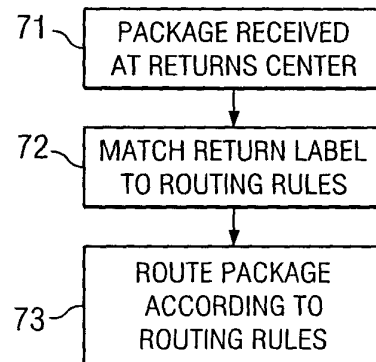 71
PACKAGE RECEIVED
AT RETURNS CENTER
72
MATCH RETURN LABEL
TO ROUTING RULES
73
ROUTE PACKAGE
ACCORDING TO
ROUTING RULES